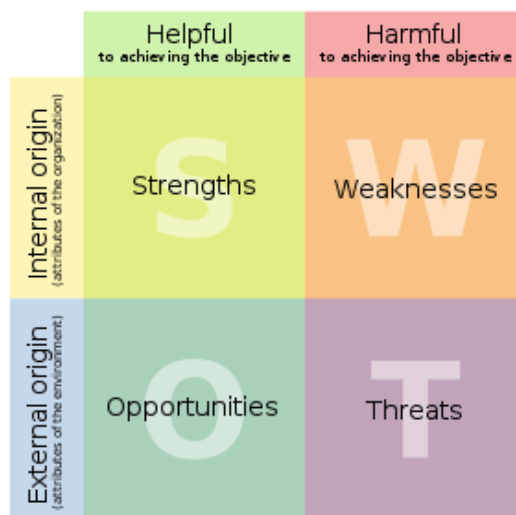 Helpful
to achieving the objective
Harmful
to achieving the objective
Internal origin
(attributes of the organization)
S
Strengths
W
Weaknesses
External origin
(attributes of the environment)
O
Opportunities
T
Threats